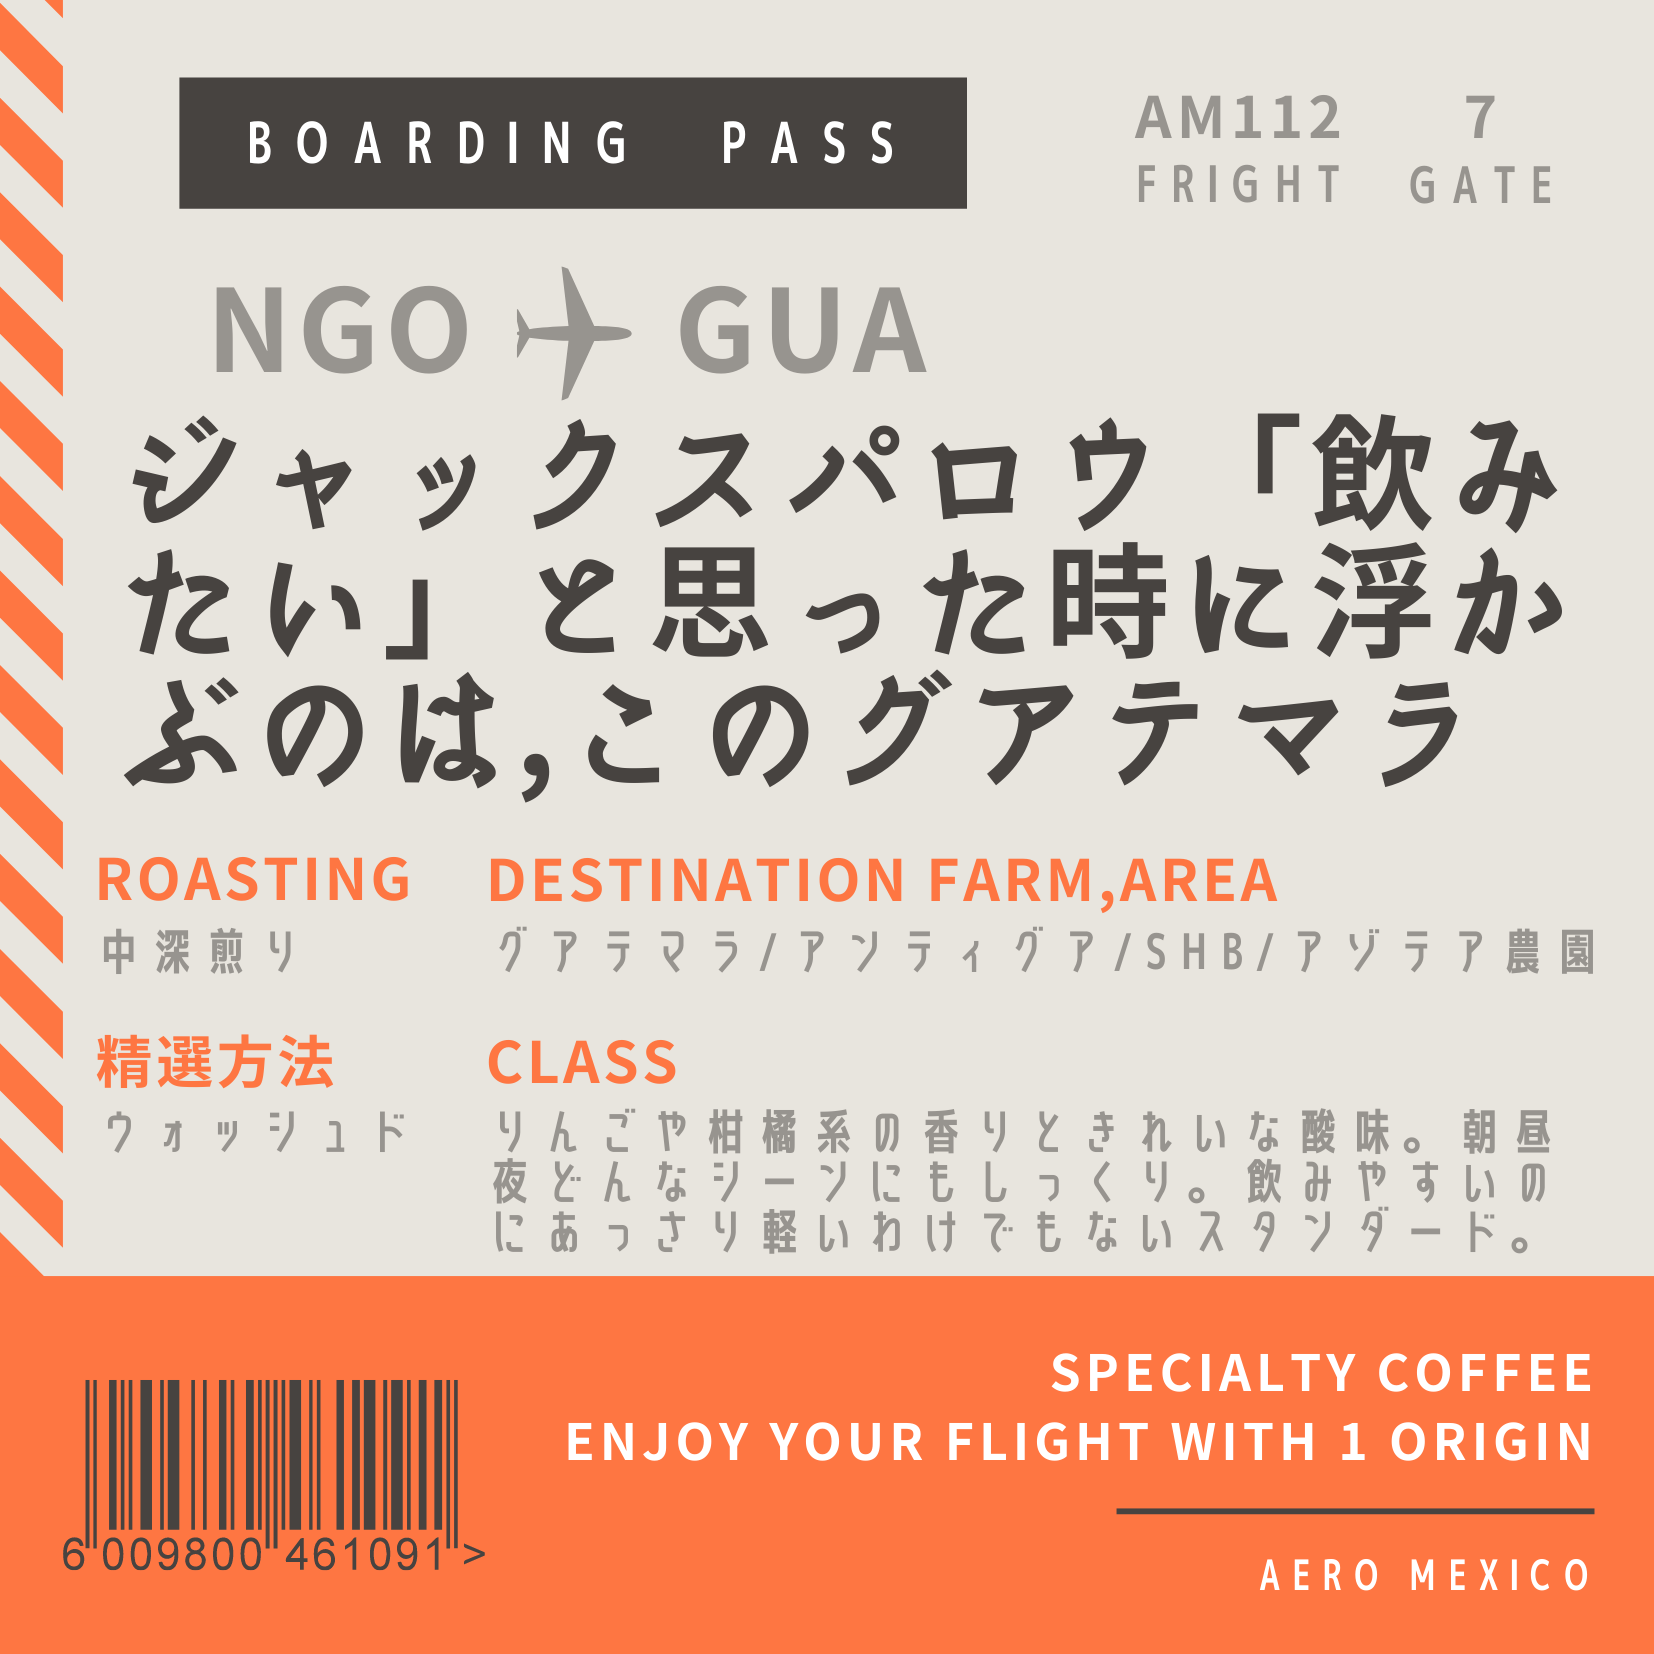 BOARDING PASS
AM112 7
FRIGHT GATE
NGO GUA
ジャックスパロウ「飲み
たい」と思った時に浮か
ぶのは,このグアテマラ
ROASTING
中深煎り
DESTINATION FARM,AREA
グアテマラ/アンティグア/SHB/アゾテア農園
精選方法
ウォッシュド
CLASS
りんごや柑橘系の香りときれいな酸味。朝昼
夜どんなシーンにもしっくり。飲みやすいの
にあっさり軽いわけでもないスタンダード。
SPECIALTY COFFEE
ENJOY YOUR FLIGHT WITH 1 ORIGIN
AERO MEXICO
6 009800 461091 >